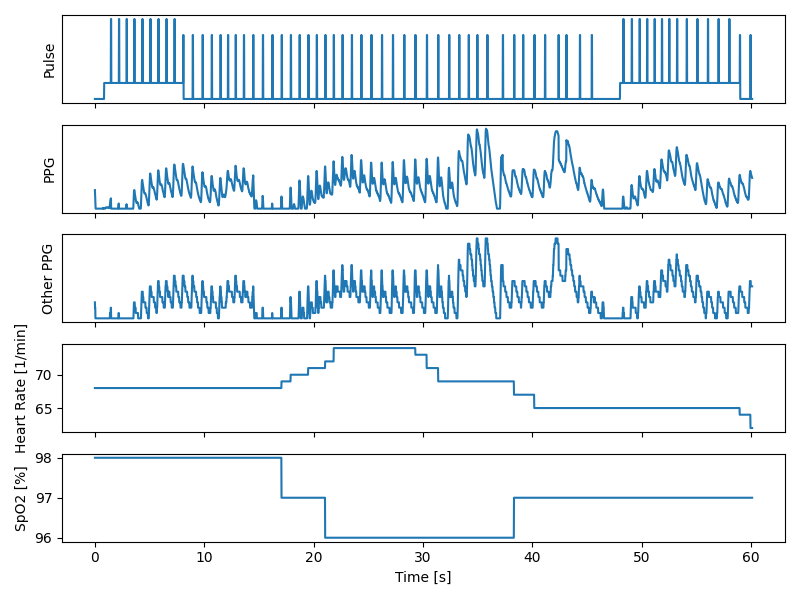 Pulse
PPG
Other PPG
Heart Rate [1/min]
70
65
SpO2 [%]
98
97
96
0 10 20 30 40 50 60
Time [s]